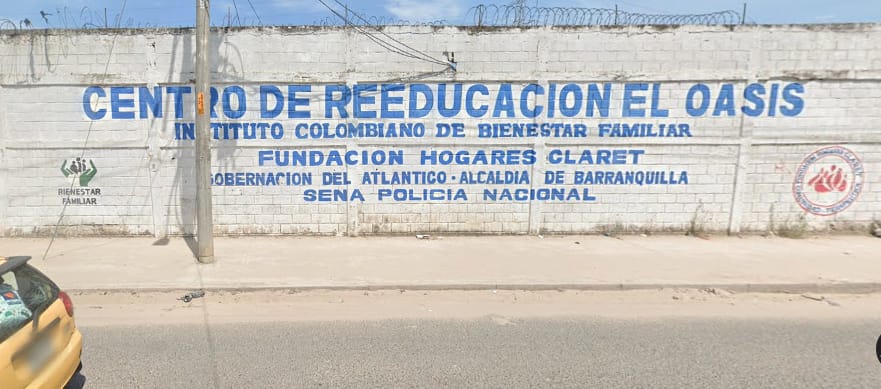 CENTRO DE REEDUCACION EL OASIS
INSTITUTO COLOMBIANO DE BIENESTAR FAMILIAR
FUNDACION HOGARES CLARET
GOBERNACION DEL ATLANTICO - ALCALDIA DE BARRANQUILLA
SENA POLICIA NACIONAL
BIENESTAR
FAMILIAR